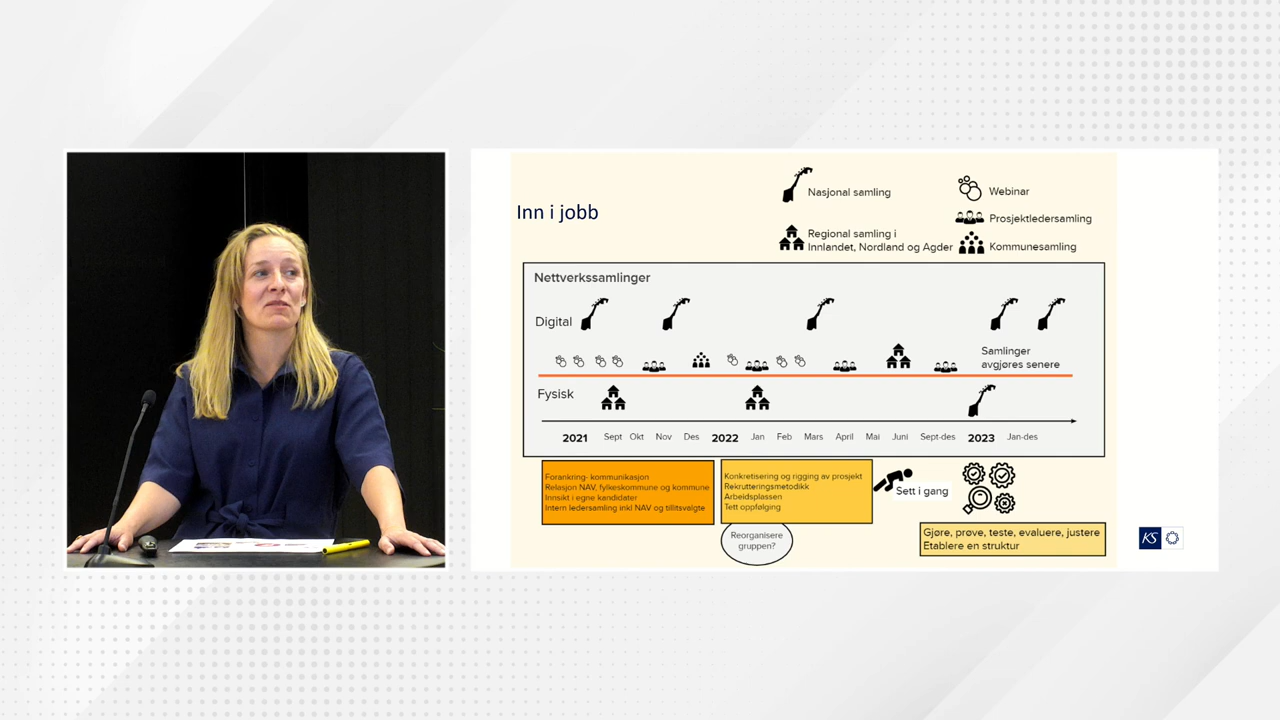 Inn i jobb
Nasjonal samling
Webinar
Prosjektledersamling
Regional samling i
Innlandet, Nordland og Agder
Kommunesamling
Nettverkssamlinger
Digital
Samlinger
avgjøres senere
Fysisk
2021 Sept Okt Nov Des 2022 Jan Feb Mars April Mai Juni Sept-des 2023 Jan-des
Forankring- kommunikasjon
Relasjon NAV, fylkeskommune og kommune
Innsikt i egne kandidater
Intern ledersamling inkl NAV og tillitsvalgte
Konkretisering og rigging av prosjekt
Rekrutteringsmetodikk
Arbeidsplassen
Tett oppfølging
Sett i gang
Reorganisere
gruppen?
Gjøre, prøve, teste, evaluere, justere
Etablere en struktur
KS